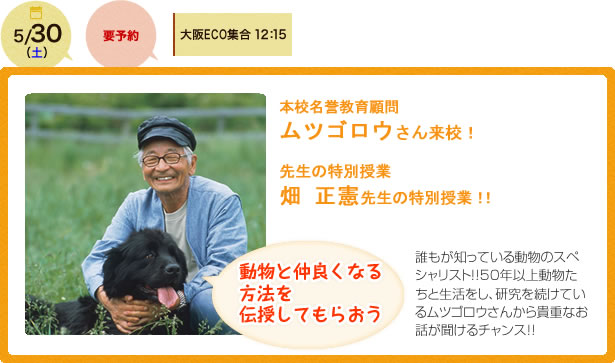 5/30
(土)
要予約
大阪ECO集合 12:15
本校名誉教育顧問
ムツゴロウさん来校！
先生の特別授業
畑 正憲先生の特別授業！！
動物と仲良くなる
方法を
伝授してもらおう
誰もが知っている動物のスペ
シャリスト!!50年以上動物た
ちと生活をし、研究を続けてい
るムツゴロウさんから貴重なお
話が聞けるチャンス!!